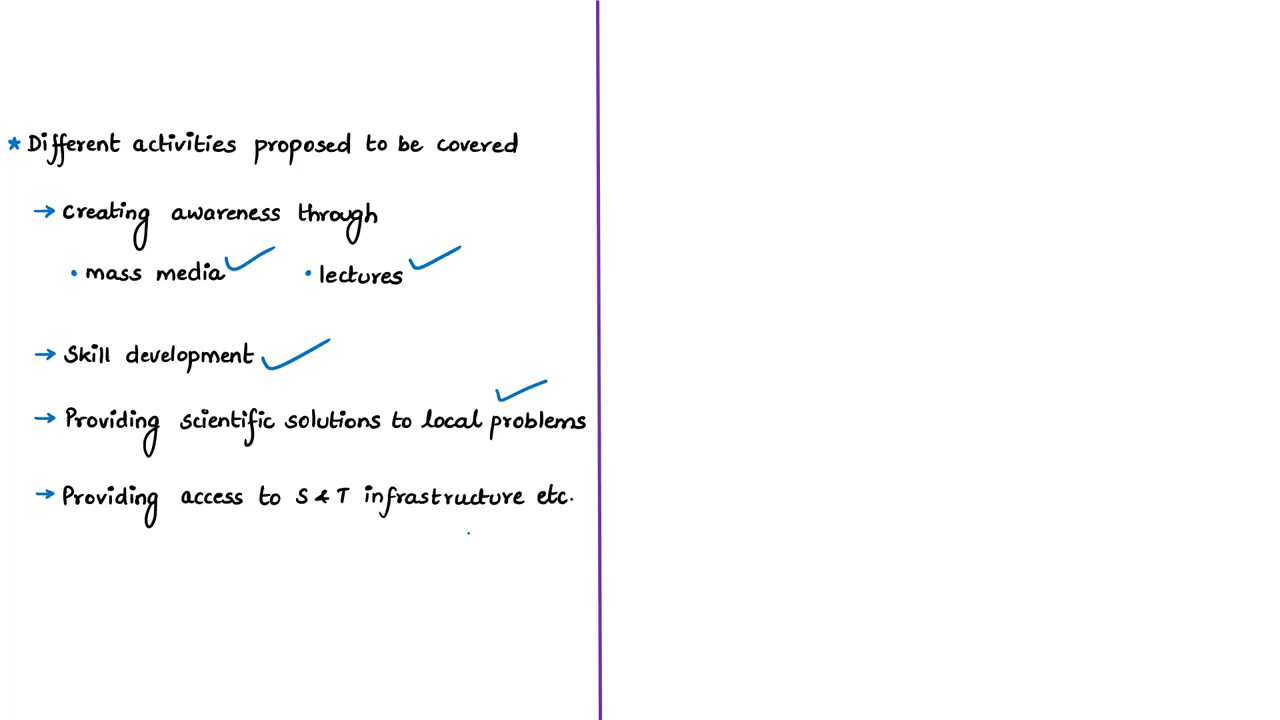 * Different activities proposed to be covered
→ creating awareness through
• mass media • lectures
→ Skill development
→ Providing scientific solutions to local problems
→ Providing access to S & T infrastructure etc.